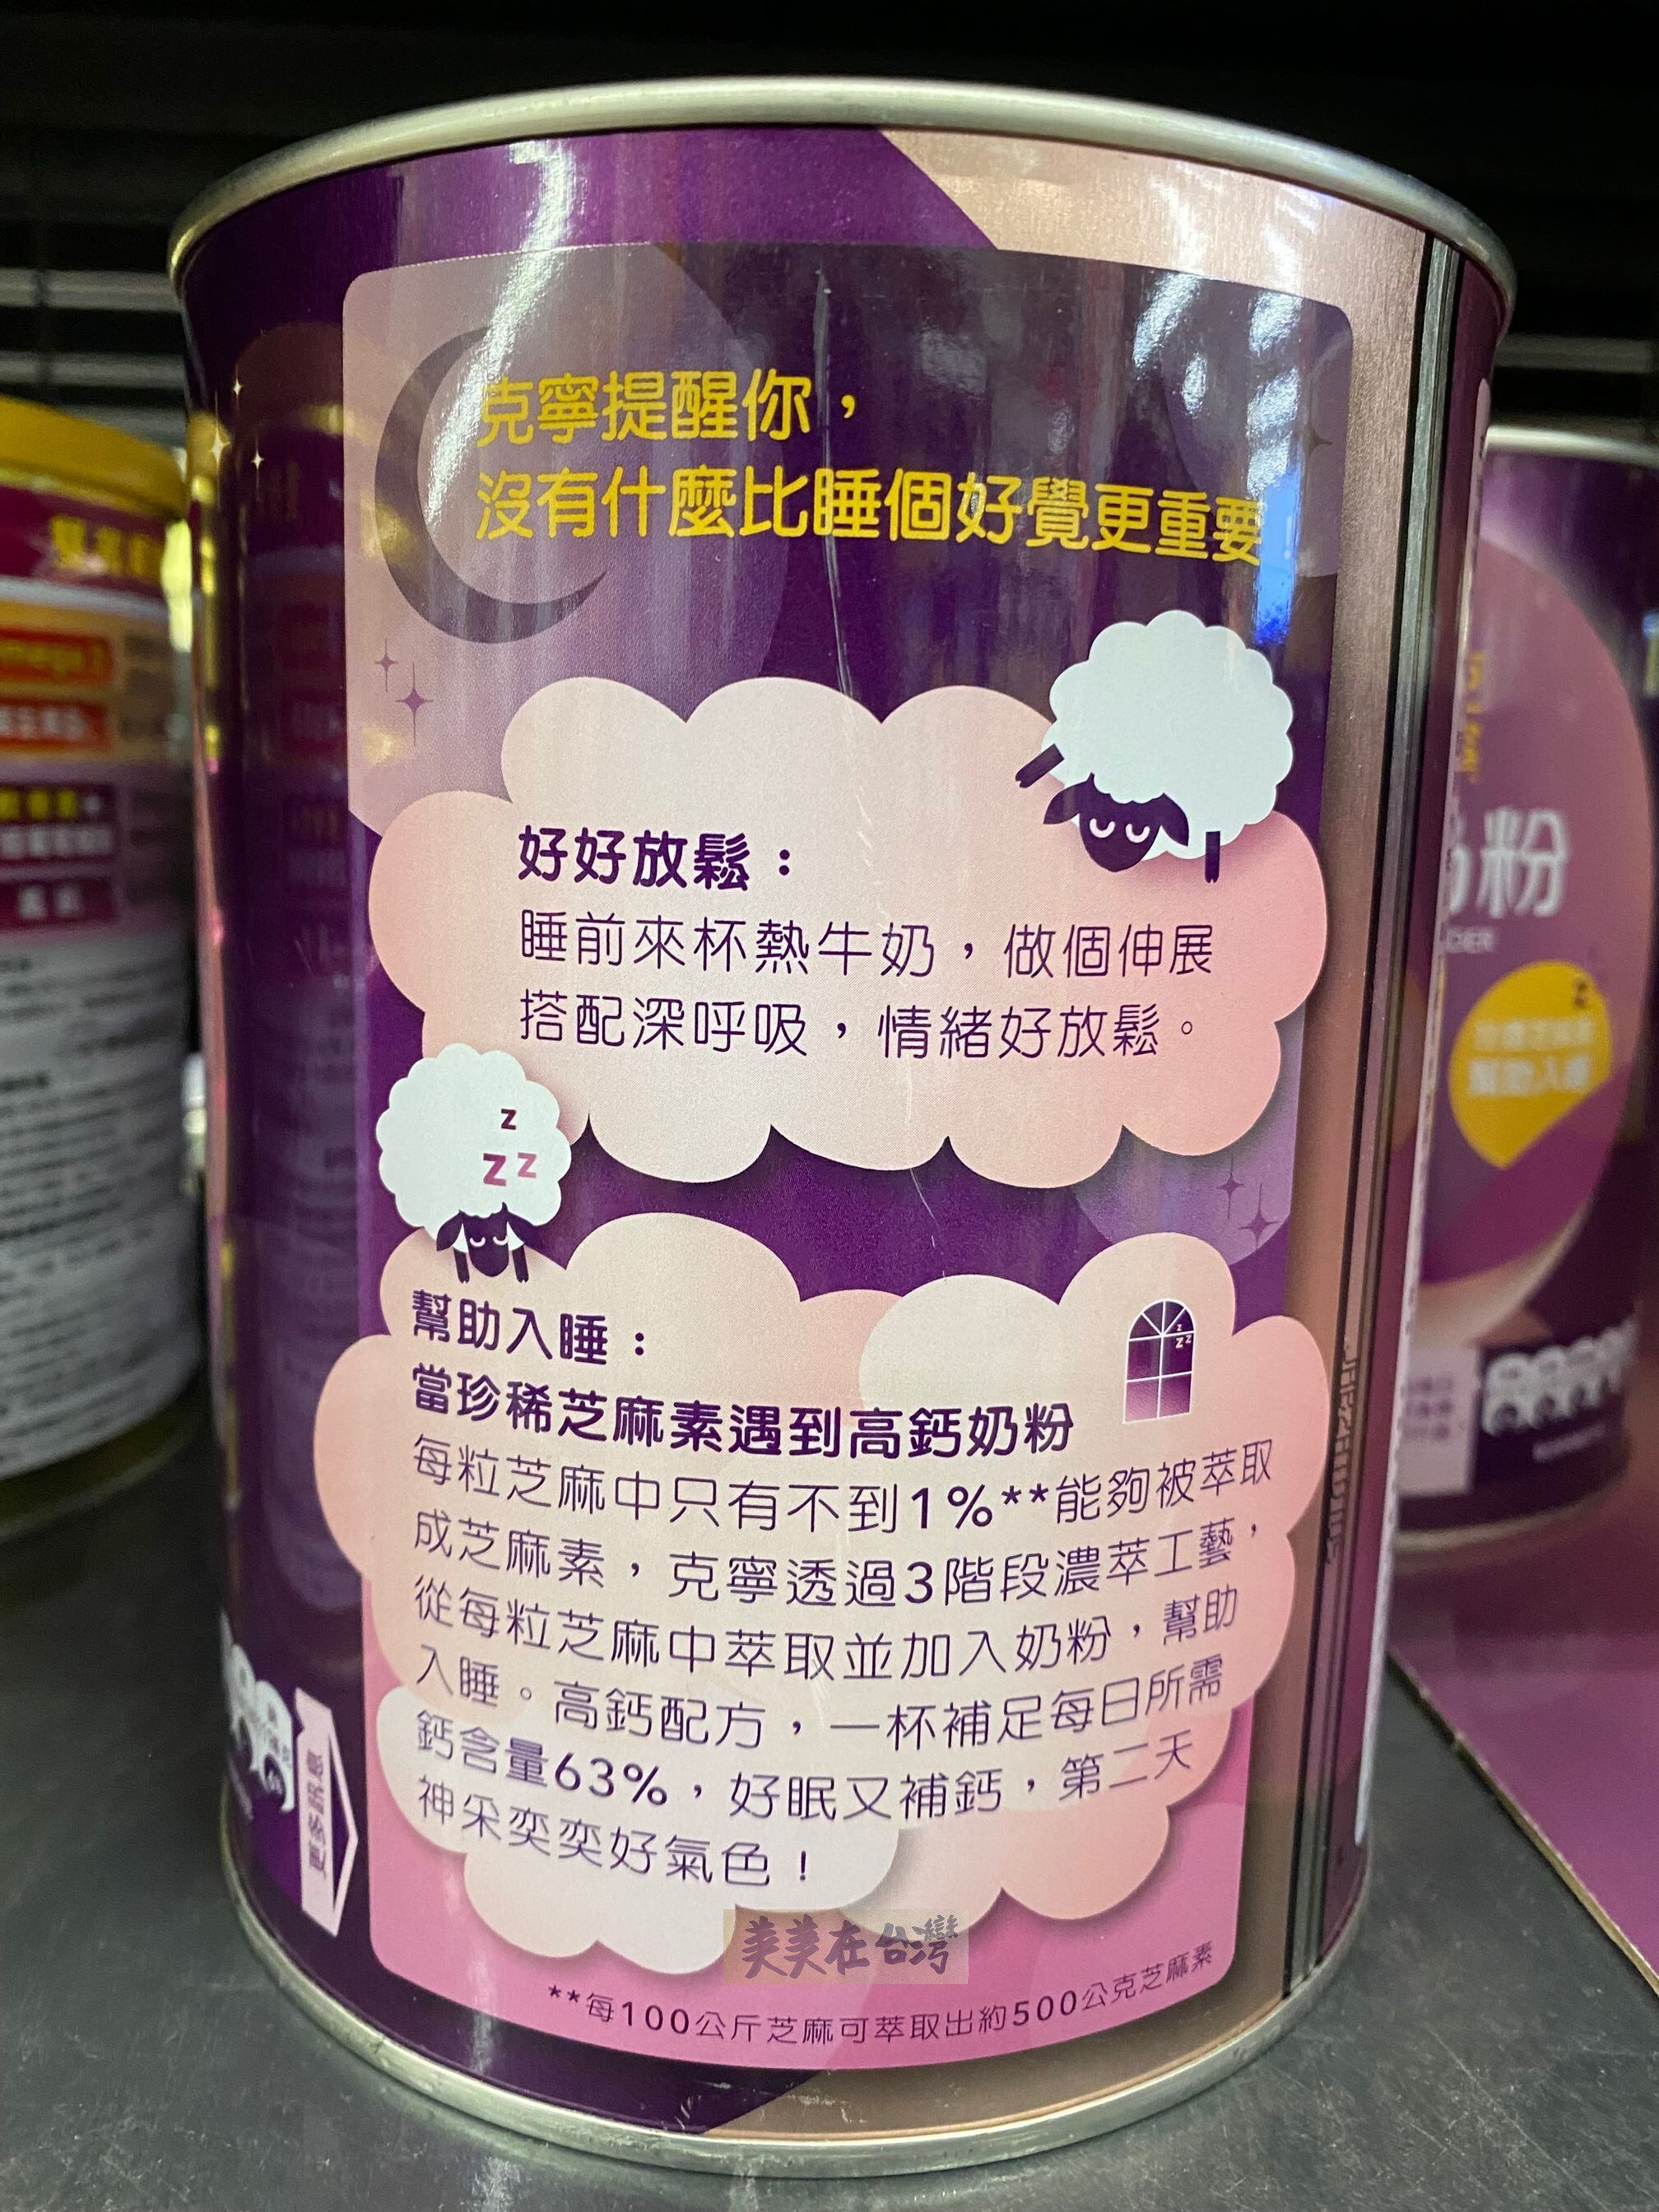 克寧提醒你，
沒有什麼比睡個好覺更重要
好好放鬆：
睡前來杯熱牛奶，做個伸展
搭配深呼吸，情緒好放鬆。
z
z z
幫助入睡：
當珍稀芝麻素遇到高鈣奶粉
每粒芝麻中只有不到1%**能夠被萃取
成芝麻素，克寧透過3階段濃萃工藝，
從每粒芝麻中萃取並加入奶粉，幫助
入睡。高鈣配方，一杯補足每日所需
鈣含量63%，好眠又補鈣，第二天
神采奕奕好氣色！
**每100公斤芝麻可萃取出約500公克芝麻素
美美在台灣
粉
幫助入睡